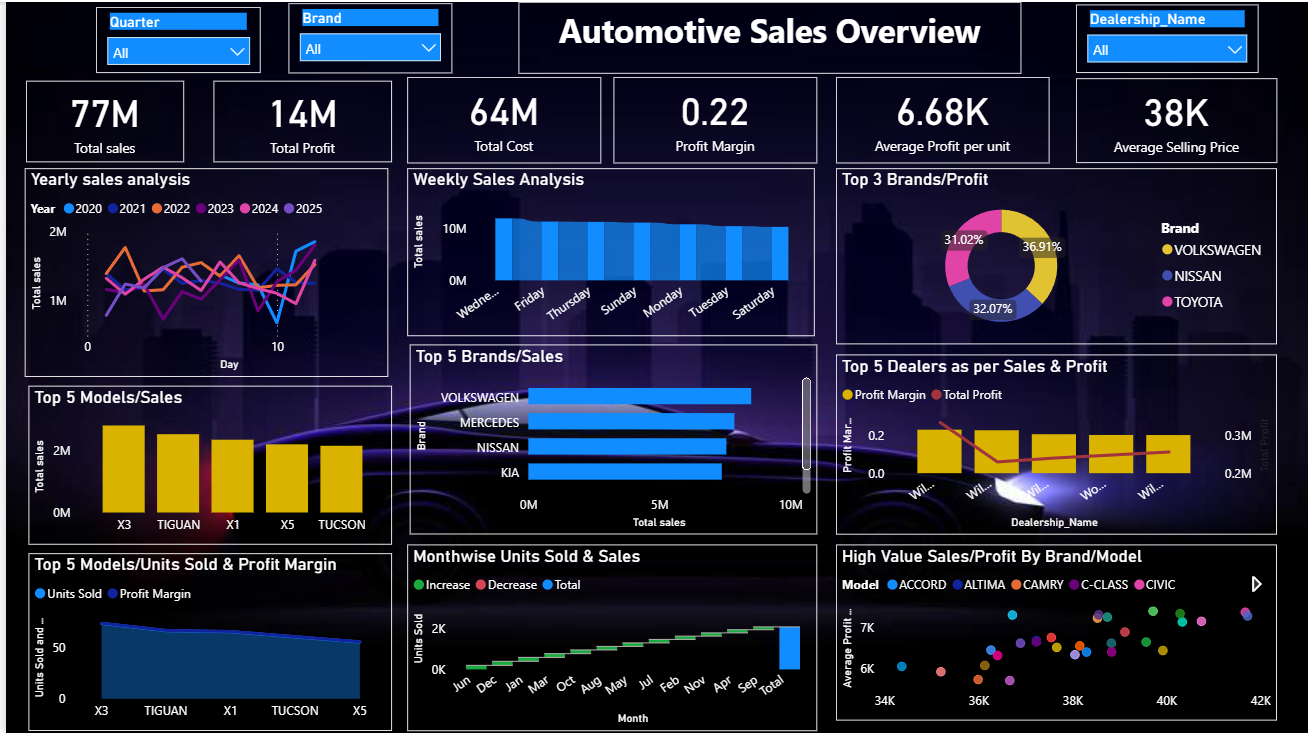 Quarter
All
Brand
All
Automotive Sales Overview
Dealership_Name
All
77M
Total sales
14M
Total Profit
64M
Total Cost
0.22
Profit Margin
6.68K
Average Profit per unit
38K
Average Selling Price
Yearly sales analysis
Year 2020 2021 2022 2023 2024 2025
Total sales
2M
1M
0 10
Day
Weekly Sales Analysis
Total sales
10M
0M
Wedne... Friday Thursday Sunday Monday Tuesday Saturday
Top 3 Brands/Profit
31.02%
36.91%
32.07%
Brand
VOLKSWAGEN
NISSAN
TOYOTA
Top 5 Models/Sales
Total sales
2M
0M
X3 TIGUAN X1 X5 TUCSON
Top 5 Brands/Sales
Brand
VOLKSWAGEN
MERCEDES
NISSAN
KIA
0M 5M 10M
Total sales
Top 5 Dealers as per Sales & Profit
Profit Margin Total Profit
Profit Mar...
0.2
0.0
0.3M
0.2M
Total Profit
Wil... Wil... Wil... Wo... Wil...
Dealership_Name
Top 5 Models/Units Sold & Profit Margin
Units Sold Profit Margin
Units Sold and ...
50
0
X3 TIGUAN X1 TUCSON X5
Monthwise Units Sold & Sales
Increase Decrease Total
Units Sold
2K
0K
Jun Dec Jan Mar Oct Aug May Jul Feb Nov Apr Sep Total
Month
High Value Sales/Profit By Brand/Model
Model ACCORD ALTIMA CAMRY C-CLASS CIVIC
Average Profit ...
7K
6K
34K 36K 38K 40K 42K